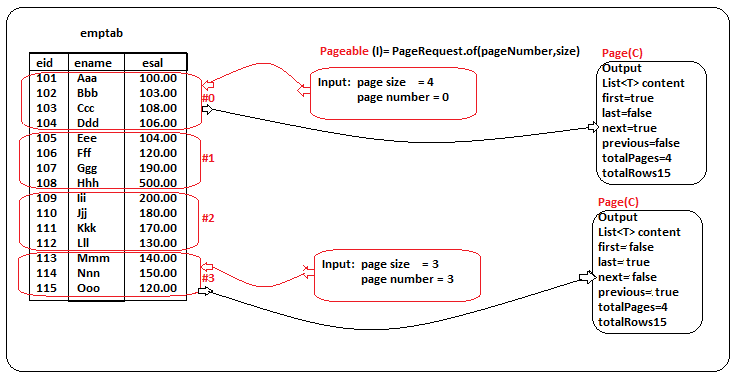 emptab
eid ename esal
101 Aaa 100.00
102 Bbb 103.00
103 Ccc 108.00
104 Ddd 106.00
105 Eee 104.00
106 Fff 120.00
107 Ggg 190.00
108 Hhh 500.00
109 Iii 200.00
110 Jjj 180.00
111 Kkk 170.00
112 Lll 130.00
113 Mmm 140.00
114 Nnn 150.00
115 Ooo 120.00
#0
#1
#2
#3
Pageable (I)= PageRequest.of(pageNumber,size)
Input: page size = 4
page number = 0
Input: page size = 3
page number = 3
Page(C)
Output
List<T> content
first=true
last=false
next=true
previous=false
totalPages=4
totalRows15
Page(C)
Output
List<T> content
first= false
last= true
next= false
previous= true
totalPages=4
totalRows15